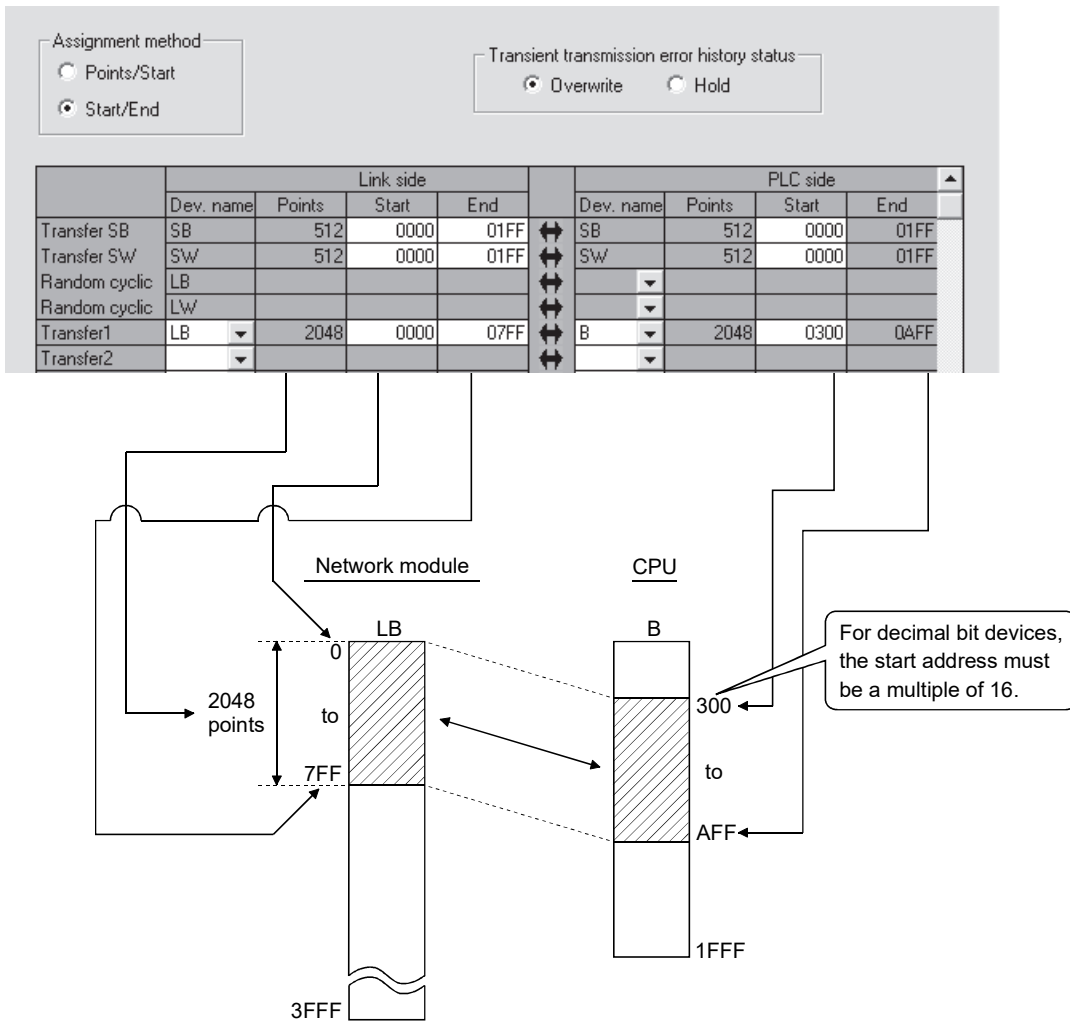 Assignment method
Points/Start
Start/End
Transient transmission error history status
Overwrite Hold
Link side PLC side
Dev. name Points Start End Dev. name Points Start End
Transfer SB SB 512 0000 01FF SB 512 0000 01FF
Transfer SW SW 512 0000 01FF SW 512 0000 01FF
Random cyclic LB
Random cyclic LW
Transfer1 LB 2048 0000 07FF B 2048 0300 0AFF
Transfer2
Network module CPU
LB B
0
2048
points
to
7FF
3FFF
300
to
AFF
1FFF
For decimal bit devices,
the start address must
be a multiple of 16.